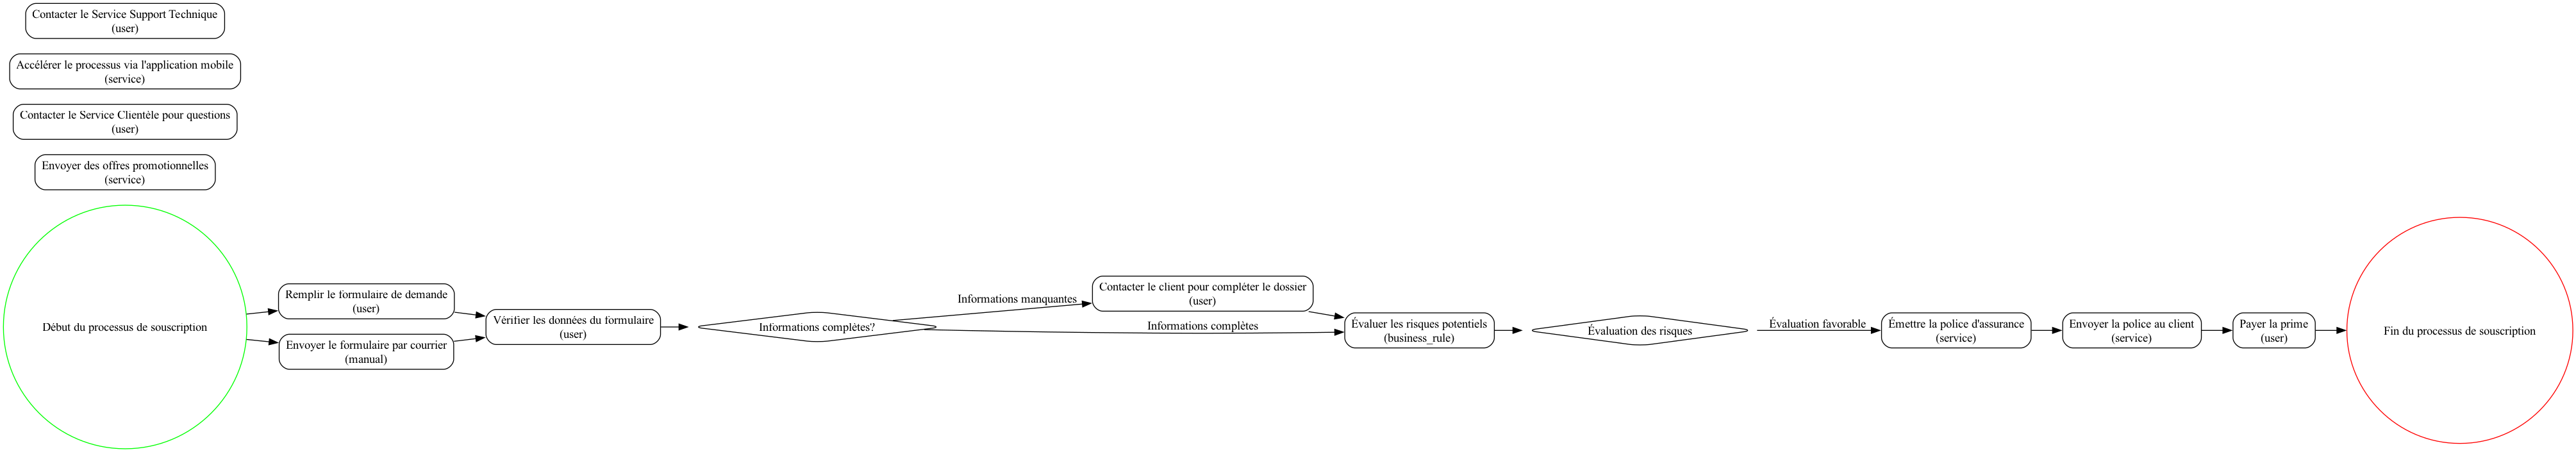 Contacter le Service Support Technique
(user)
Accélérer le processus via l'application mobile
(service)
Contacter le Service Clientèle pour questions
(user)
Envoyer des offres promotionnelles
(service)
Début du processus de souscription
Remplir le formulaire de demande
(user)
Envoyer le formulaire par courrier
(manual)
Vérifier les données du formulaire
(user)
Informations complètes?
Informations manquantes
Informations complètes
Contacter le client pour compléter le dossier
(user)
Évaluer les risques potentiels
(business_rule)
Évaluation des risques
Évaluation favorable
Émettre la police d'assurance
(service)
Envoyer la police au client
(service)
Payer la prime
(user)
Fin du processus de souscription